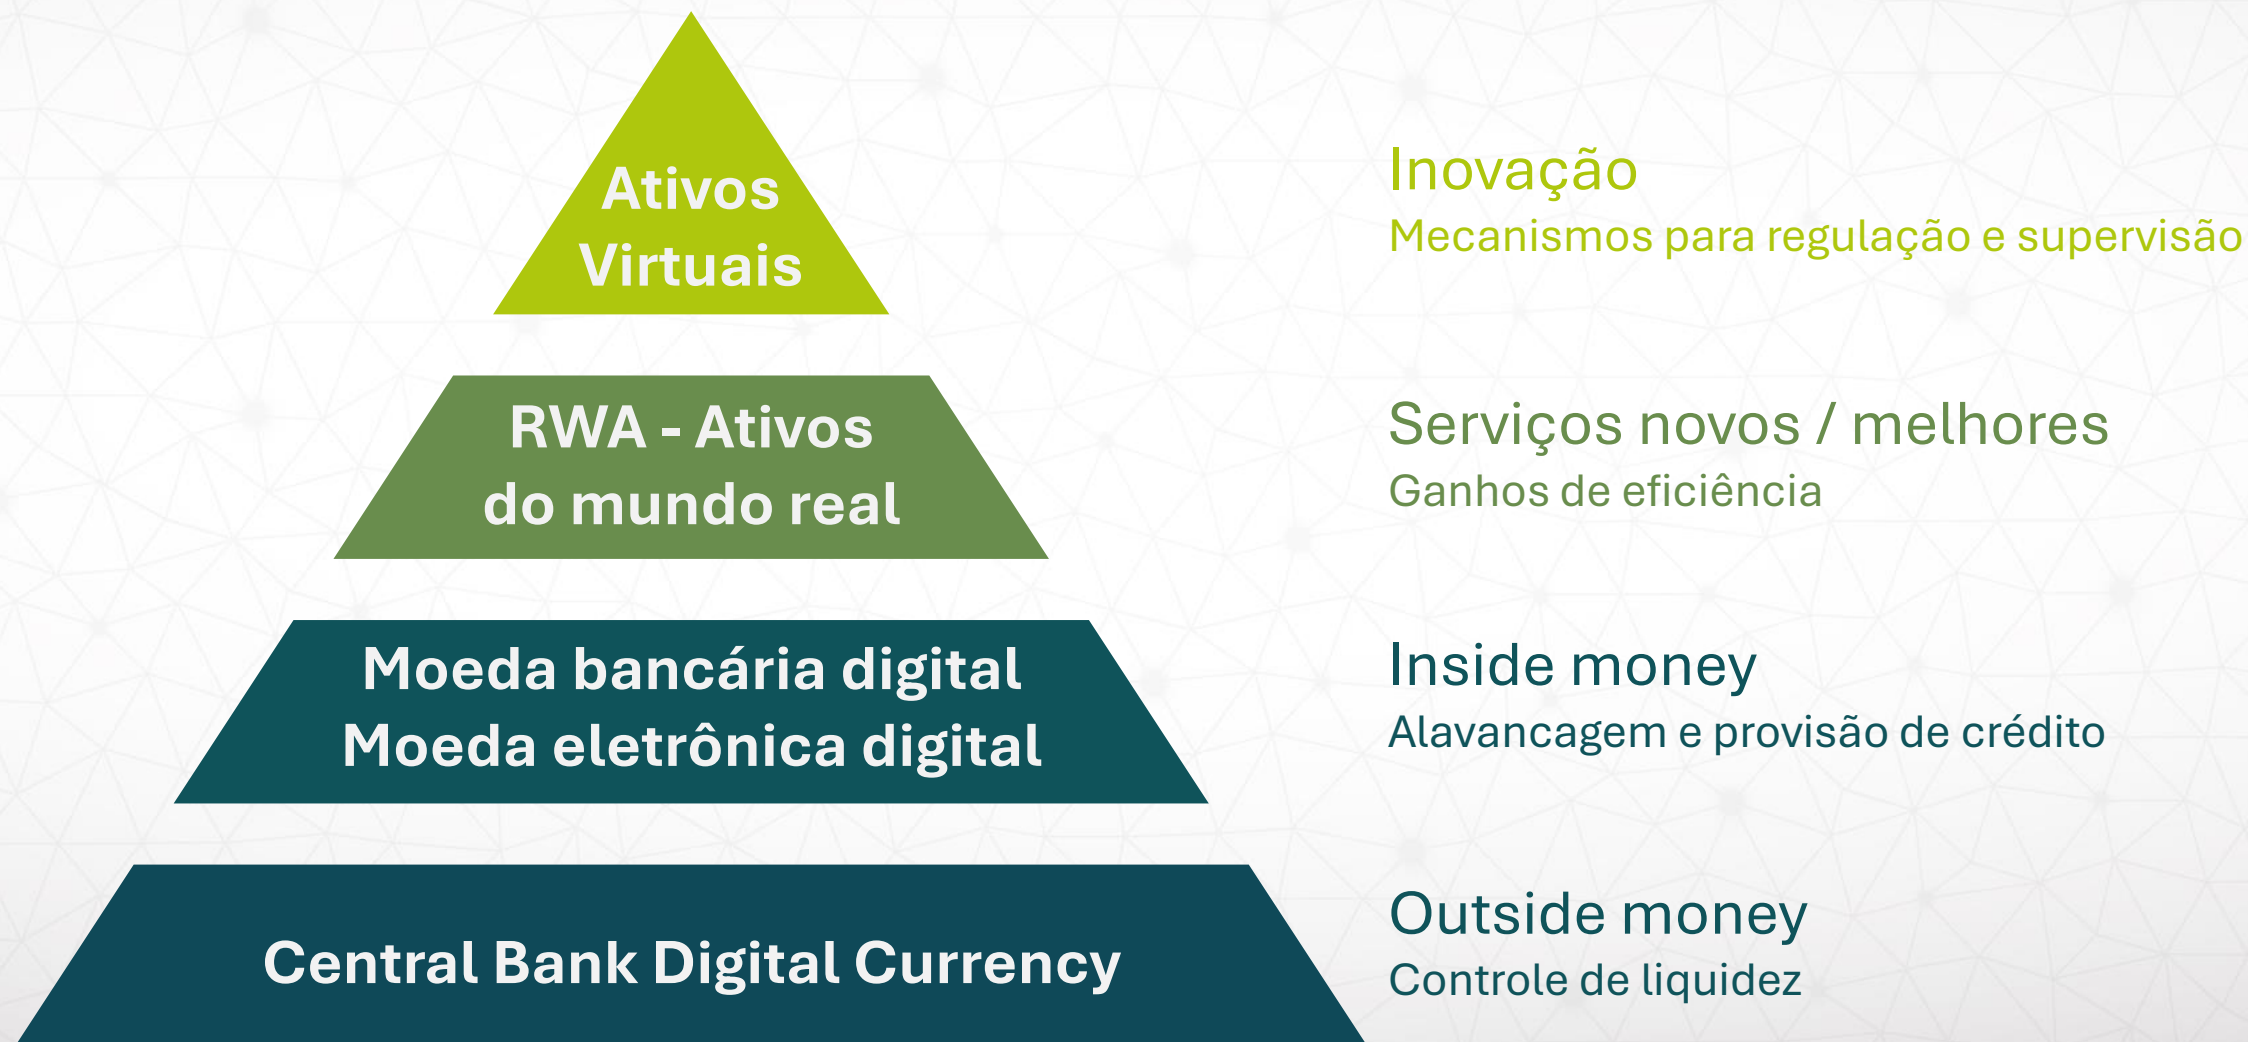 Ativos
Virtuais
Inovação
Mecanismos para regulação e supervisão
RWA - Ativos
do mundo real
Serviços novos / melhores
Ganhos de eficiência
Moeda bancária digital
Moeda eletrônica digital
Inside money
Alavancagem e provisão de crédito
Central Bank Digital Currency
Outside money
Controle de liquidez